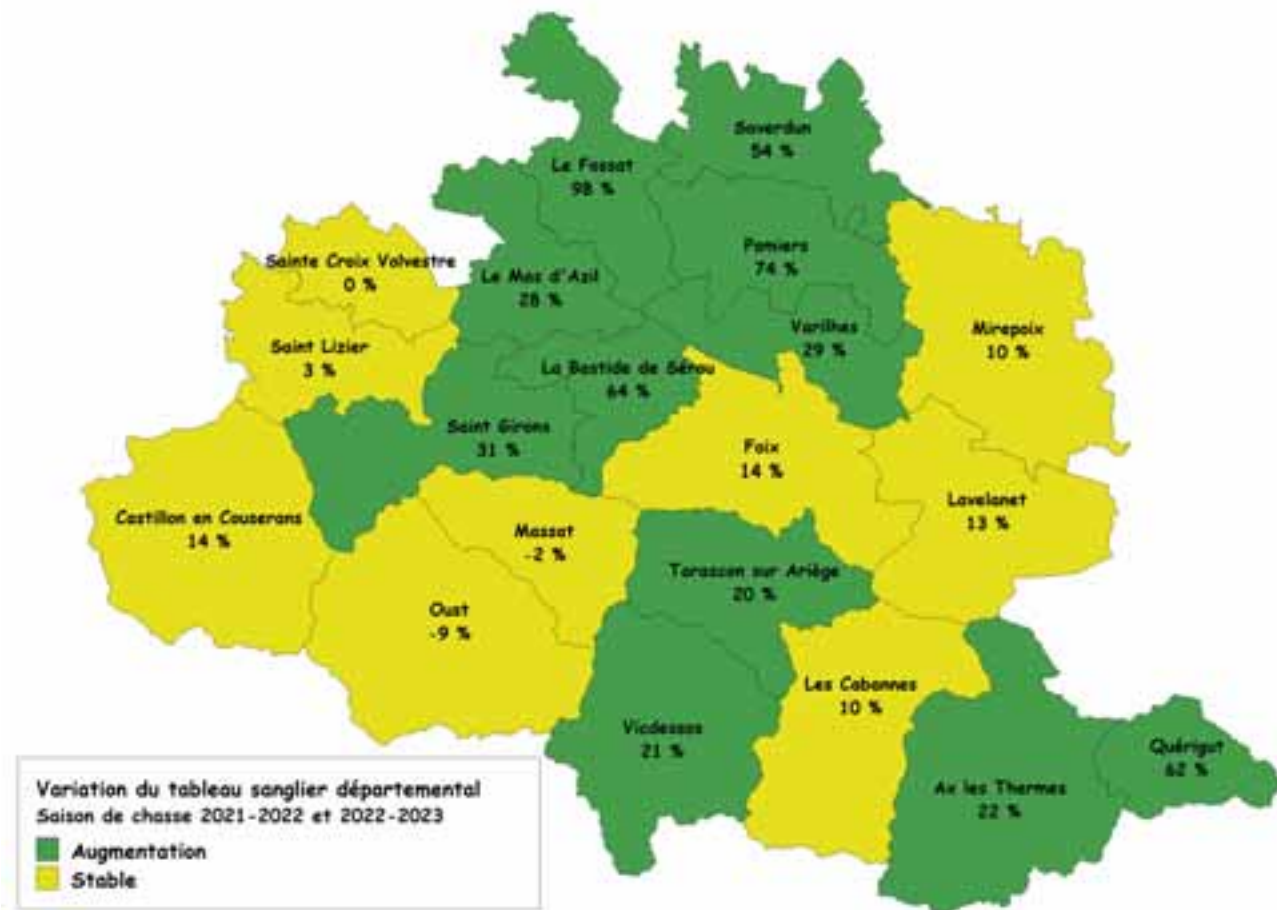 Saverdun
54 %
Le Fossat
98 %
Pamiers
74 %
Sainte Croix Volvestre
0 %
Le Mas d'Azil
28 %
Varilhes
29 %
Mirepoix
10 %
Saint Lizier
3 %
La Bastide de Sérou
64 %
Saint Girons
31 %
Foix
14 %
Lavelanet
13 %
Castillon en Couserans
14 %
Massat
-2 %
Tarascon sur Ariège
20 %
Oust
-9 %
Les Cabannes
10 %
Vicdessos
21 %
Quérigut
62 %
Ax les Thermes
22 %
Variation du tableau sanglier départemental
Saison de chasse 2021-2022 et 2022-2023
Augmentation
Stable